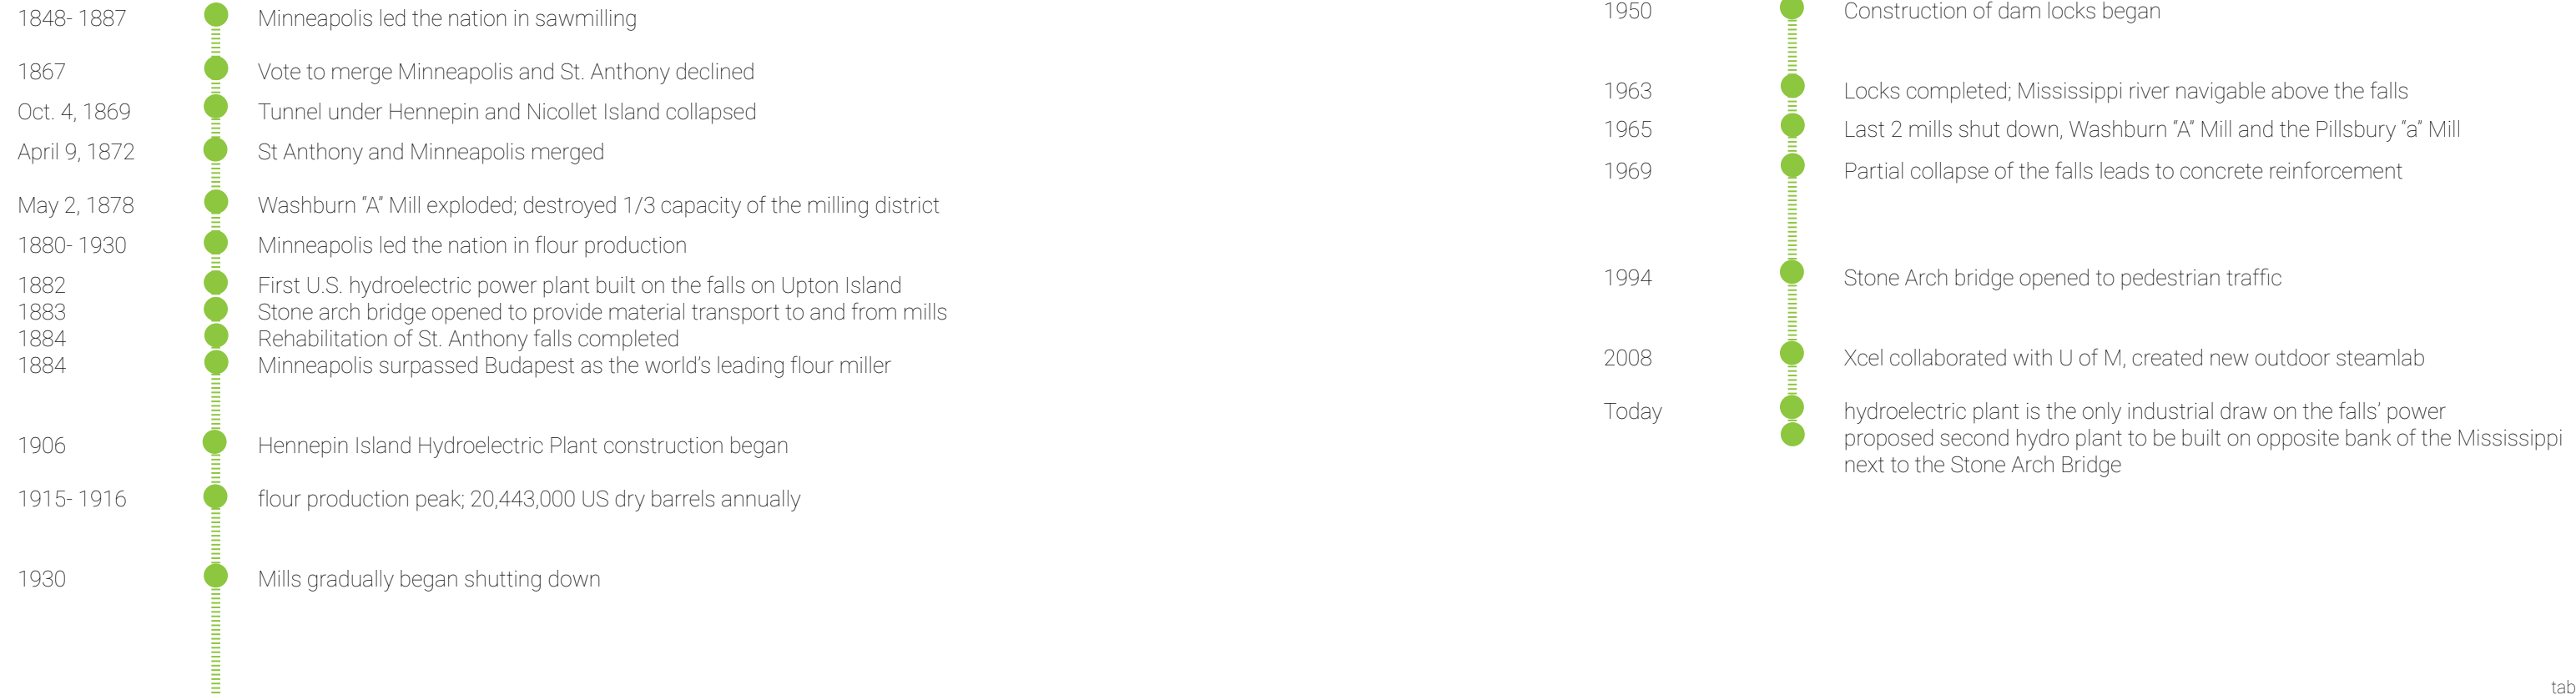 1848- 1887 Minneapolis led the nation in sawmilling
1867 Vote to merge Minneapolis and St. Anthony declined
Oct. 4, 1869 Tunnel under Hennepin and Nicollet Island collapsed
April 9, 1872 St Anthony and Minneapolis merged
May 2, 1878 Washburn “A” Mill exploded; destroyed 1/3 capacity of the milling district
1880- 1930 Minneapolis led the nation in flour production
1882 First U.S. hydroelectric power plant built on the falls on Upton Island
1883 Stone arch bridge opened to provide material transport to and from mills
1884 Rehabilitation of St. Anthony falls completed
1884 Minneapolis surpassed Budapest as the world’s leading flour miller
1906 Hennepin Island Hydroelectric Plant construction began
1915- 1916 flour production peak; 20,443,000 US dry barrels annually
1930 Mills gradually began shutting down
1950 Construction of dam locks began
1963 Locks completed; Mississippi river navigable above the falls
1965 Last 2 mills shut down, Washburn “A” Mill and the Pillsbury “a” Mill
1969 Partial collapse of the falls leads to concrete reinforcement
1994 Stone Arch bridge opened to pedestrian traffic
2008 Xcel collaborated with U of M, created new outdoor steamlab
Today hydroelectric plant is the only industrial draw on the falls’ power
proposed second hydro plant to be built on opposite bank of the Mississippi
next to the Stone Arch Bridge
tab